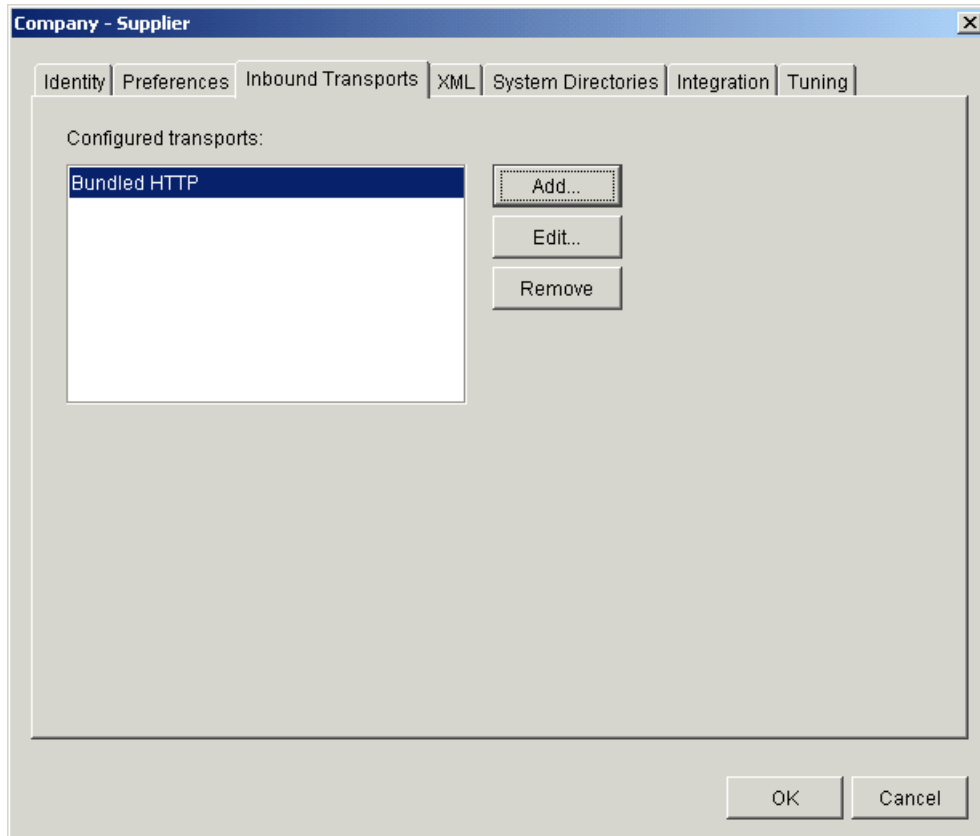 Company - Supplier
Identity Preferences Inbound Transports XML System Directories Integration Tuning
Configured transports:
Bundled HTTP
Add...
Edit...
Remove
OK Cancel